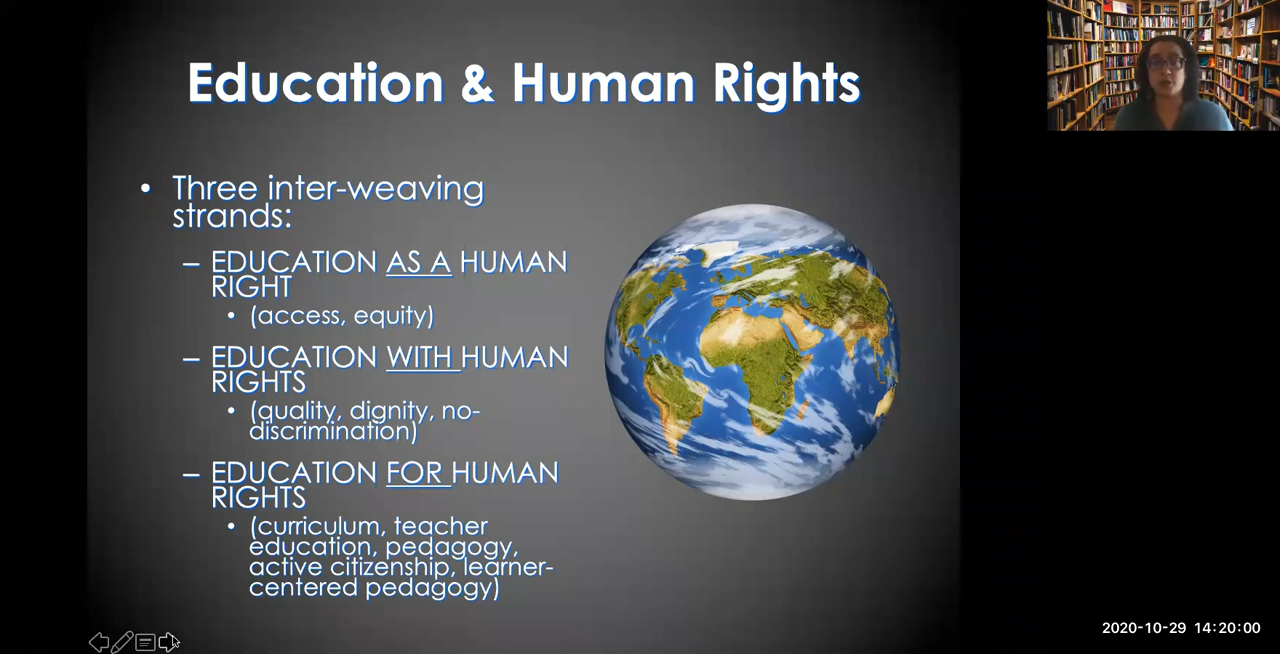 Education & Human Rights
• Three inter-weaving
strands:
– EDUCATION AS A HUMAN
RIGHT
• (access, equity)
– EDUCATION WITH HUMAN
RIGHTS
• (quality, dignity, no-
discrimination)
– EDUCATION FOR HUMAN
RIGHTS
• (curriculum, teacher
education, pedagogy,
active citizenship, learner-
centered pedagogy)
2020-10-29 14:20:00